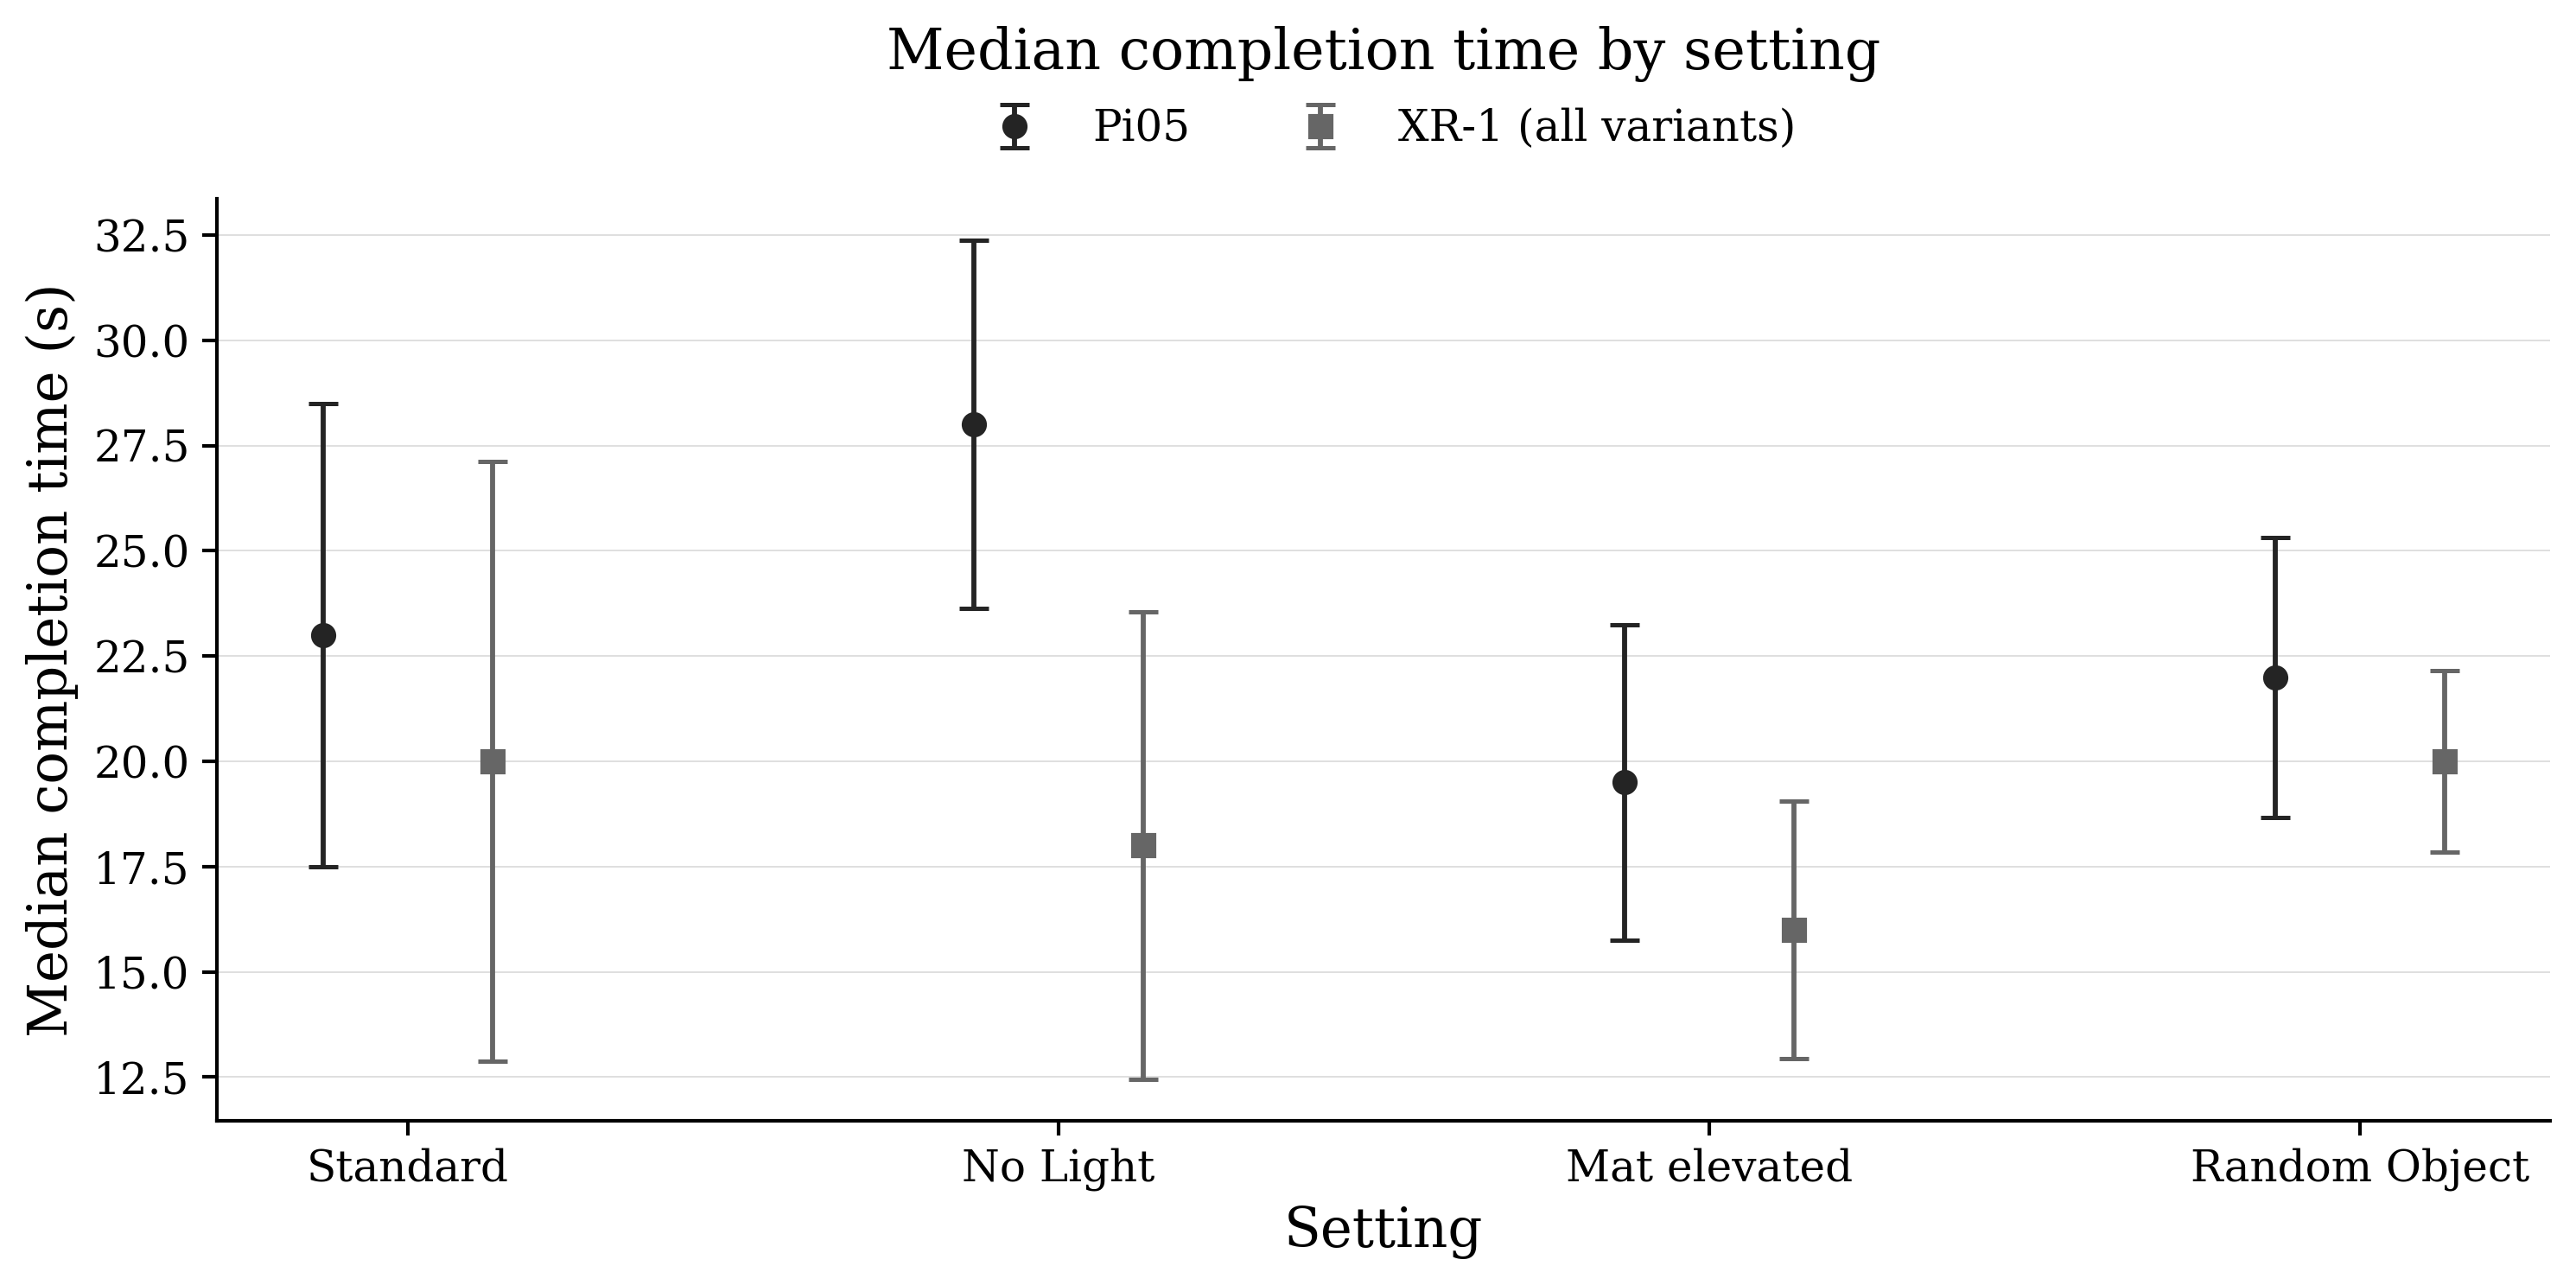 Median completion time by setting
Pi05 XR-1 (all variants)
Median completion time (s)
32.5
30.0
27.5
25.0
22.5
20.0
17.5
15.0
12.5
Standard No Light Mat elevated Random Object
Setting